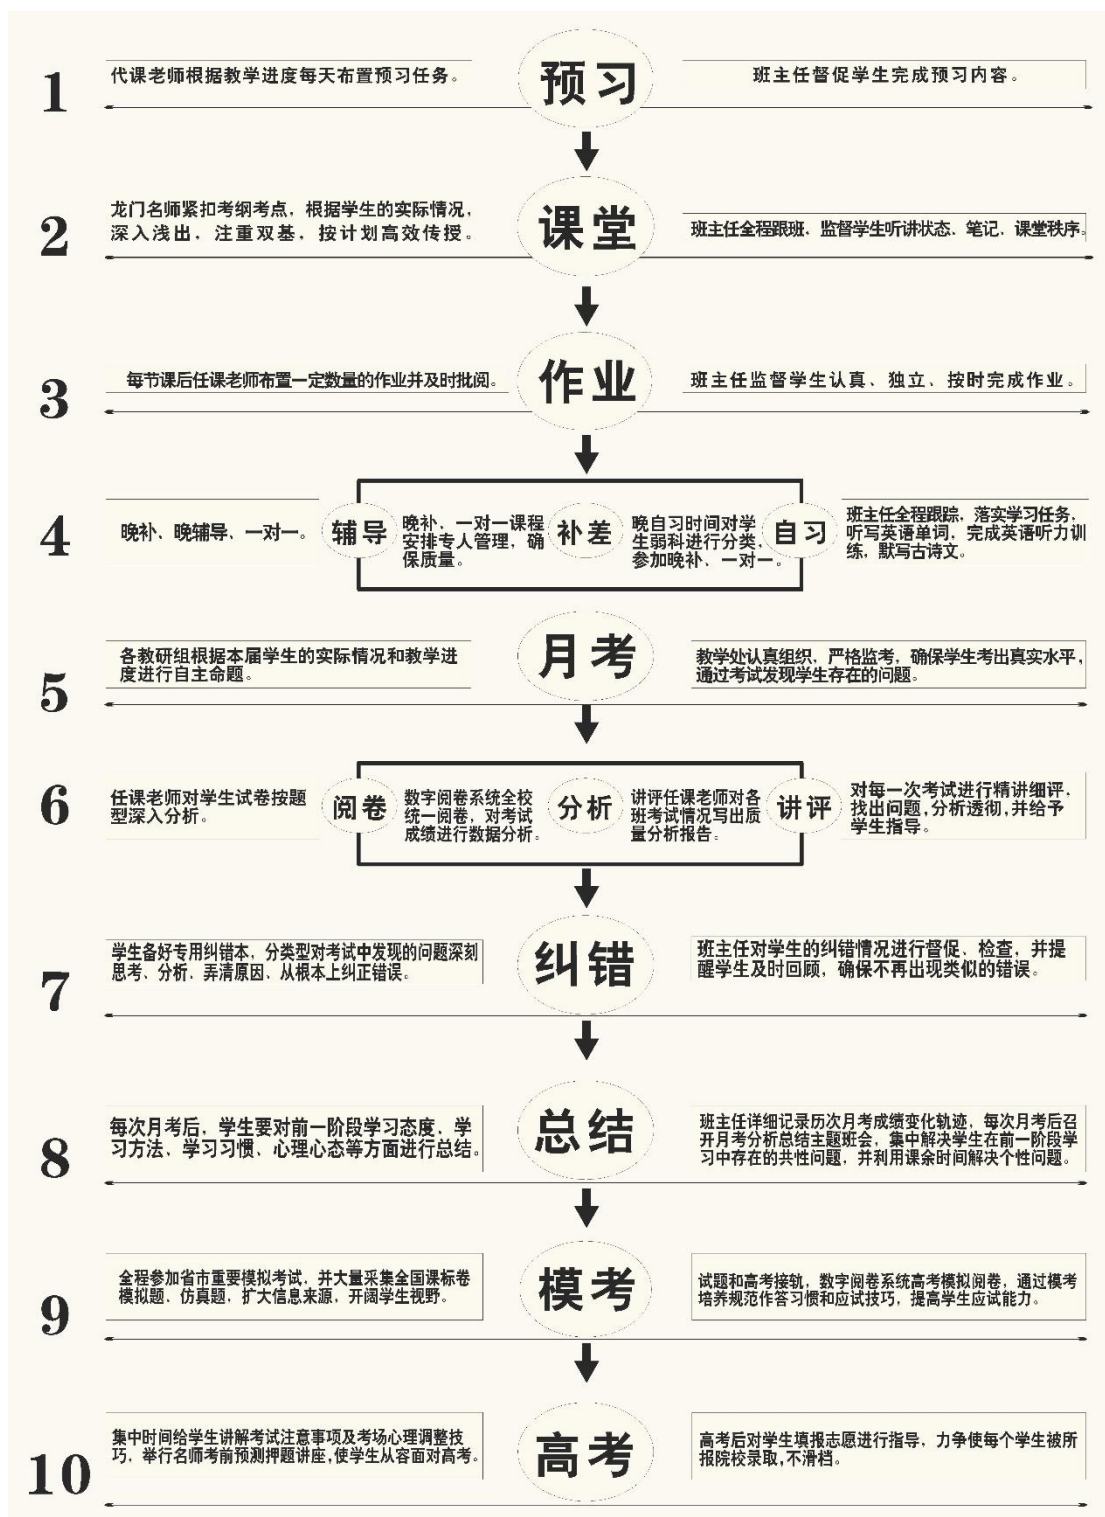 1
代课老师根据教学进度每天布置预习任务。
预习
班主任督促学生完成预习内容。
2
龙门名师紧扣考纲考点，根据学生的实际情况，
深入浅出、注重双基，按计划高效传授。
课堂
班主任全程跟班、监督学生听讲状态、笔记、课堂秩序。
3
每节课后任课老师布置一定数量的作业并及时批阅。
作业
班主任监督学生认真、独立、按时完成作业。
4
晚补、晚辅导、一对一。
辅导
晚补、一对一课程
安排专人管理，确
保质量。
补差
晚自习时间对学
生弱科进行分类，
参加晚补、一对一。
自习
班主任全程跟踪，落实学习任务，
听写英语单词，完成英语听力训
练，默写古诗文。
5
各教研组根据本届学生的实际情况和教学进
度进行自主命题。
月考
教学处认真组织，严格监考，确保学生考出真实水平，
通过考试发现学生存在的问题。
6
任课老师对学生试卷按题
型深入分析。
阅卷
数字阅卷系统全校
统一阅卷，对考试
成绩进行数据分析。
分析
讲评任课老师对各
班考试情况写出质
量分析报告。
讲评
对每一次考试进行精讲细评，
找出问题，分析透彻，并给予
学生指导。
7
学生备好专用纠错本，分类型对考试中发现的问题深刻
思考、分析、弄清原因、从根本上纠正错误。
纠错
班主任对学生的纠错情况进行督促、检查，并提
醒学生及时回顾，确保不再出现类似的错误。
8
每次月考后，学生要对前一阶段学习态度、学
习方法、学习习惯、心理心态等方面进行总结。
总结
班主任详细记录历次月考成绩变化轨迹，每次月考后召
开月考分析总结主题班会，集中解决学生在前一阶段学
习中存在的共性问题，并利用课余时间解决个性问题。
9
全程参加省市重要模拟考试，并大量采集全国课标卷
模拟题、仿真题，扩大信息来源，开阔学生视野。
模考
试题和高考接轨，数字阅卷系统高考模拟阅卷，通过模考
培养规范作答习惯和应试技巧，提高学生应试能力。
10
集中时间给学生讲解考试注意事项及考场心理调整技
巧，举行名师考前预测押题讲座，使学生从容面对高考。
高考
高考后对学生填报志愿进行指导，力争使每个学生被所
报院校录取，不滑档。